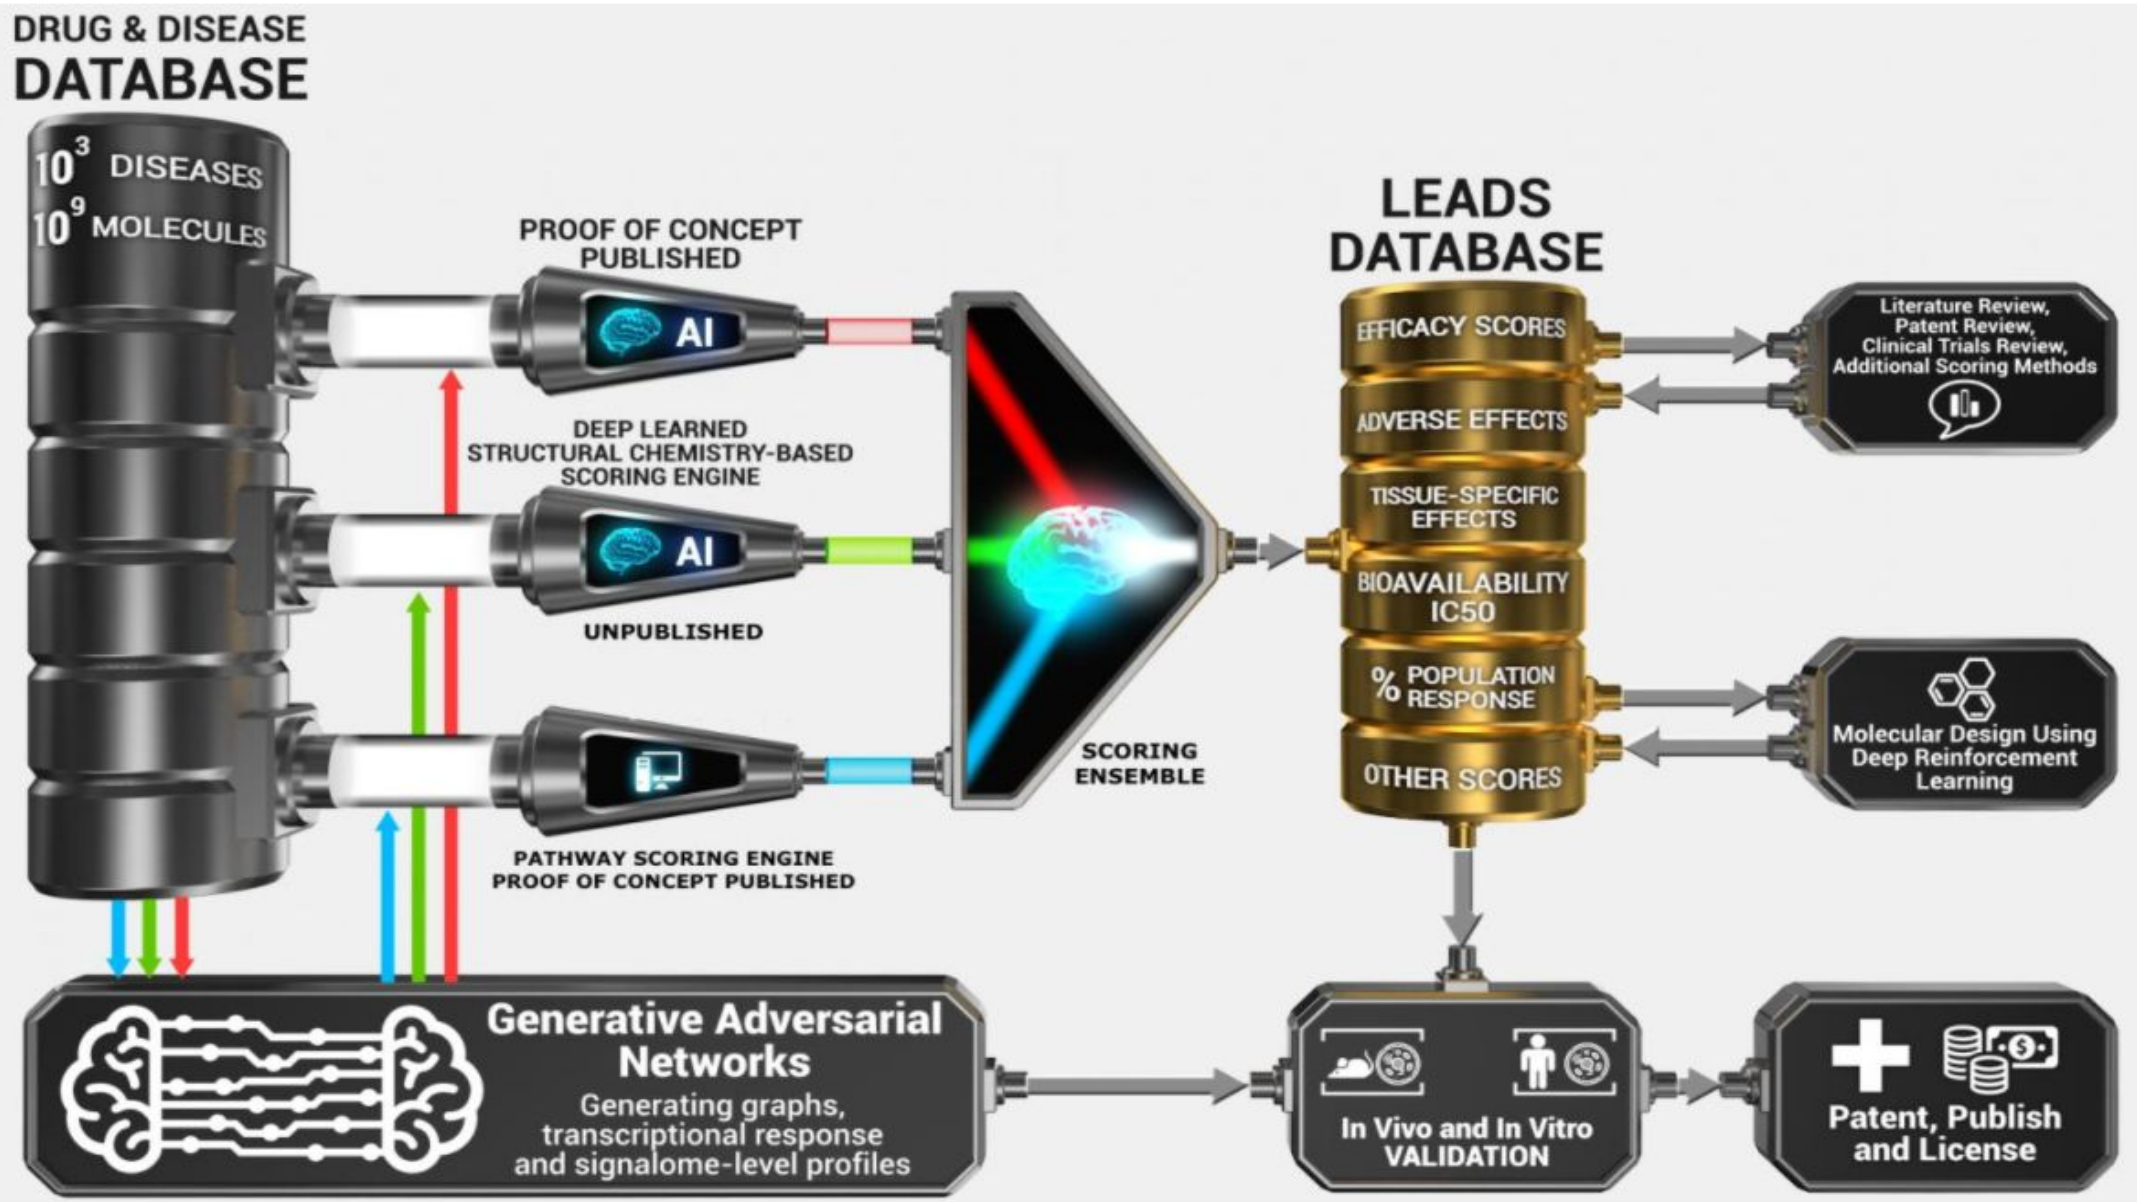 DRUG & DISEASE
DATABASE
10³ DISEASES
10⁹ MOLECULES
PROOF OF CONCEPT
PUBLISHED
AI
DEEP LEARNED
STRUCTURAL CHEMISTRY-BASED
SCORING ENGINE
AI
UNPUBLISHED
PATHWAY SCORING ENGINE
PROOF OF CONCEPT PUBLISHED
SCORING
ENSEMBLE
LEADS
DATABASE
EFFICACY SCORES
ADVERSE EFFECTS
TISSUE-SPECIFIC
EFFECTS
BIOAVAILABILITY
IC50
% POPULATION
RESPONSE
OTHER SCORES
Literature Review,
Patent Review,
Clinical Trials Review,
Additional Scoring Methods
Molecular Design Using
Deep Reinforcement
Learning
Generative Adversarial
Networks
Generating graphs,
transcriptional response
and signalome-level profiles
In Vivo and In Vitro
VALIDATION
$
Patent, Publish
and License